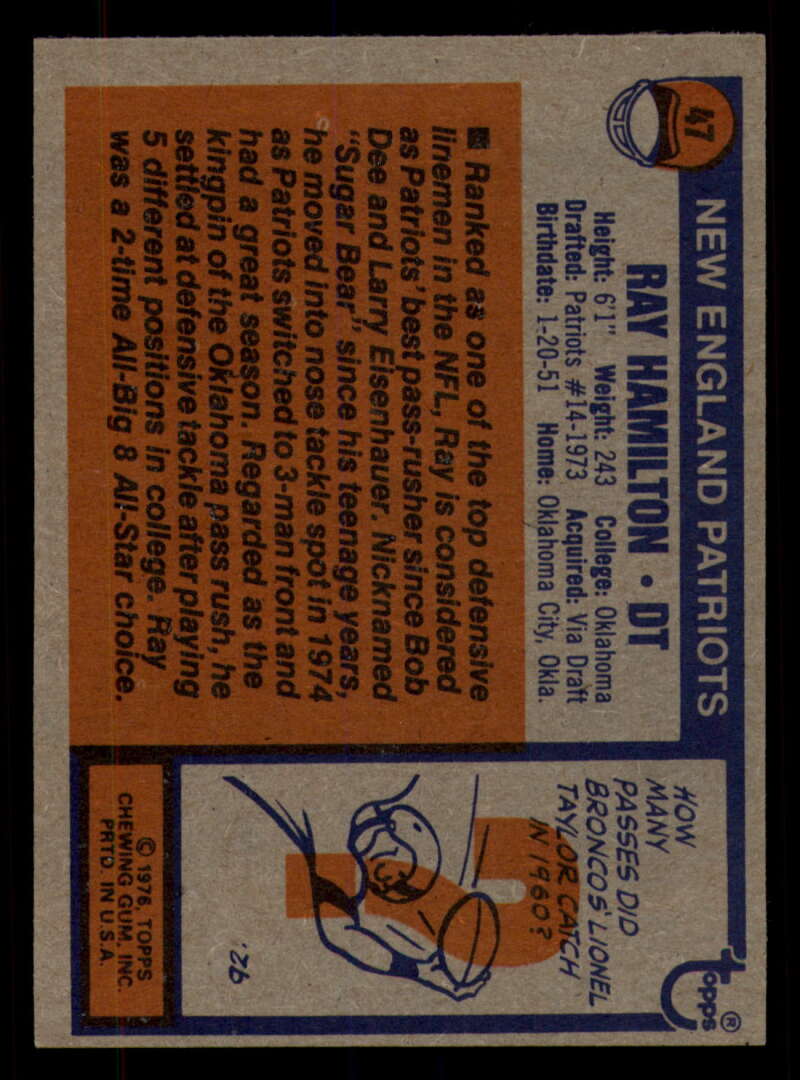 47
NEW ENGLAND PATRIOTS
RAY HAMILTON • DT
Height: 6'1" Weight: 243 College: Oklahoma
Drafted: Patriots #14-1973 Acquired: Via Draft
Birthdate: 1-20-51 Home: Oklahoma City, Okla.
■ Ranked as one of the top defensive
linemen in the NFL, Ray is considered
as Patriots' best pass-rusher since Bob
Dee and Larry Eisenhauer. Nicknamed
"Sugar Bear" since his teenage years,
he moved into nose tackle spot in 1974
as Patriots switched to 3-man front and
had a great season. Regarded as the
kingpin of the Oklahoma pass rush, he
settled at defensive tackle after playing
5 different positions in college. Ray
was a 2-time All-Big 8 All-Star choice.
topps®
HOW
MANY
PASSES DID
BRONCOS' LIONEL
TAYLOR CATCH
IN 1960?
?
'26
© 1976, TOPPS
CHEWING GUM, INC.
PRTD. IN U.S.A.